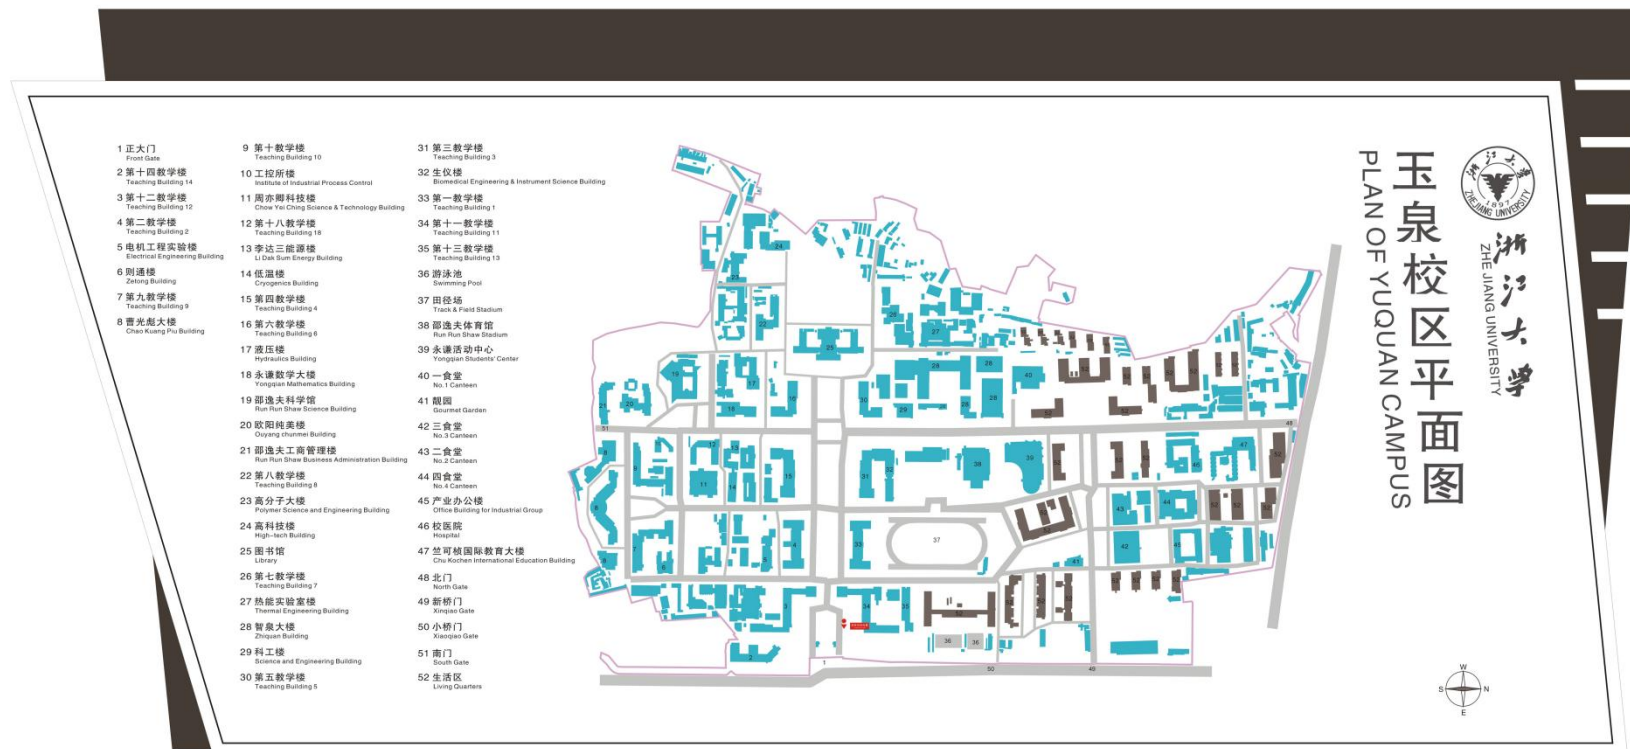 1 正大门
Front Gate
2 第十四教学楼
Teaching Building 14
3 第十二教学楼
Teaching Building 12
4 第二教学楼
Teaching Building 2
5 电机工程实验楼
Electrical Engineering Building
6 则通楼
Zetong Building
7 第九教学楼
Teaching Building 9
8 曹光彪大楼
Chao Kuang Piu Building
9 第十教学楼
Teaching Building 10
10 工控所楼
Institute of Industrial Process Control
11 周亦卿科技楼
Chow Yei Ching Science & Technology Building
12 第十八教学楼
Teaching Building 18
13 李达三能源楼
Li Dak Sum Energy Building
14 低温楼
Cryogenics Building
15 第四教学楼
Teaching Building 4
16 第六教学楼
Teaching Building 6
17 液压楼
Hydraulics Building
18 永谦数学大楼
Yongqian Mathematics Building
19 邵逸夫科学馆
Run Run Shaw Science Building
20 欧阳纯美楼
Ouyang chunmei Building
21 邵逸夫工商管理楼
Run Run Shaw Business Administration Building
22 第八教学楼
Teaching Building 8
23 高分子大楼
Polymer Science and Engineering Building
24 高科技楼
High-tech Building
25 图书馆
Library
26 第七教学楼
Teaching Building 7
27 热能实验室楼
Thermal Engineering Building
28 智泉大楼
Zhiquan Building
29 科工楼
Science and Engineering Building
30 第五教学楼
Teaching Building 5
31 第三教学楼
Teaching Building 3
32 生仪楼
Biomedical Engineering & Instrument Science Building
33 第一教学楼
Teaching Building 1
34 第十一教学楼
Teaching Building 11
35 第十三教学楼
Teaching Building 13
36 游泳池
Swimming Pool
37 田径场
Track & Field Stadium
38 邵逸夫体育馆
Run Run Shaw Stadium
39 永谦活动中心
Yongqian Students' Center
40 一食堂
No.1 Canteen
41 靓园
Gourmet Garden
42 三食堂
No.3 Canteen
43 二食堂
No.2 Canteen
44 四食堂
No.4 Canteen
45 产业办公楼
Office Building for Industrial Group
46 校医院
Hospital
47 竺可桢国际教育大楼
Chu Kochen International Education Building
48 北门
North Gate
49 新桥门
Xinqiao Gate
50 小桥门
Xiaoqiao Gate
51 南门
South Gate
52 生活区
Living Quarters
玉泉校区平面图
PLAN OF YUQUAN CAMPUS
浙江大学
ZHEJIANG UNIVERSITY
1897
浙江大学
ZHE JIANG UNIVERSITY
W
S N
E